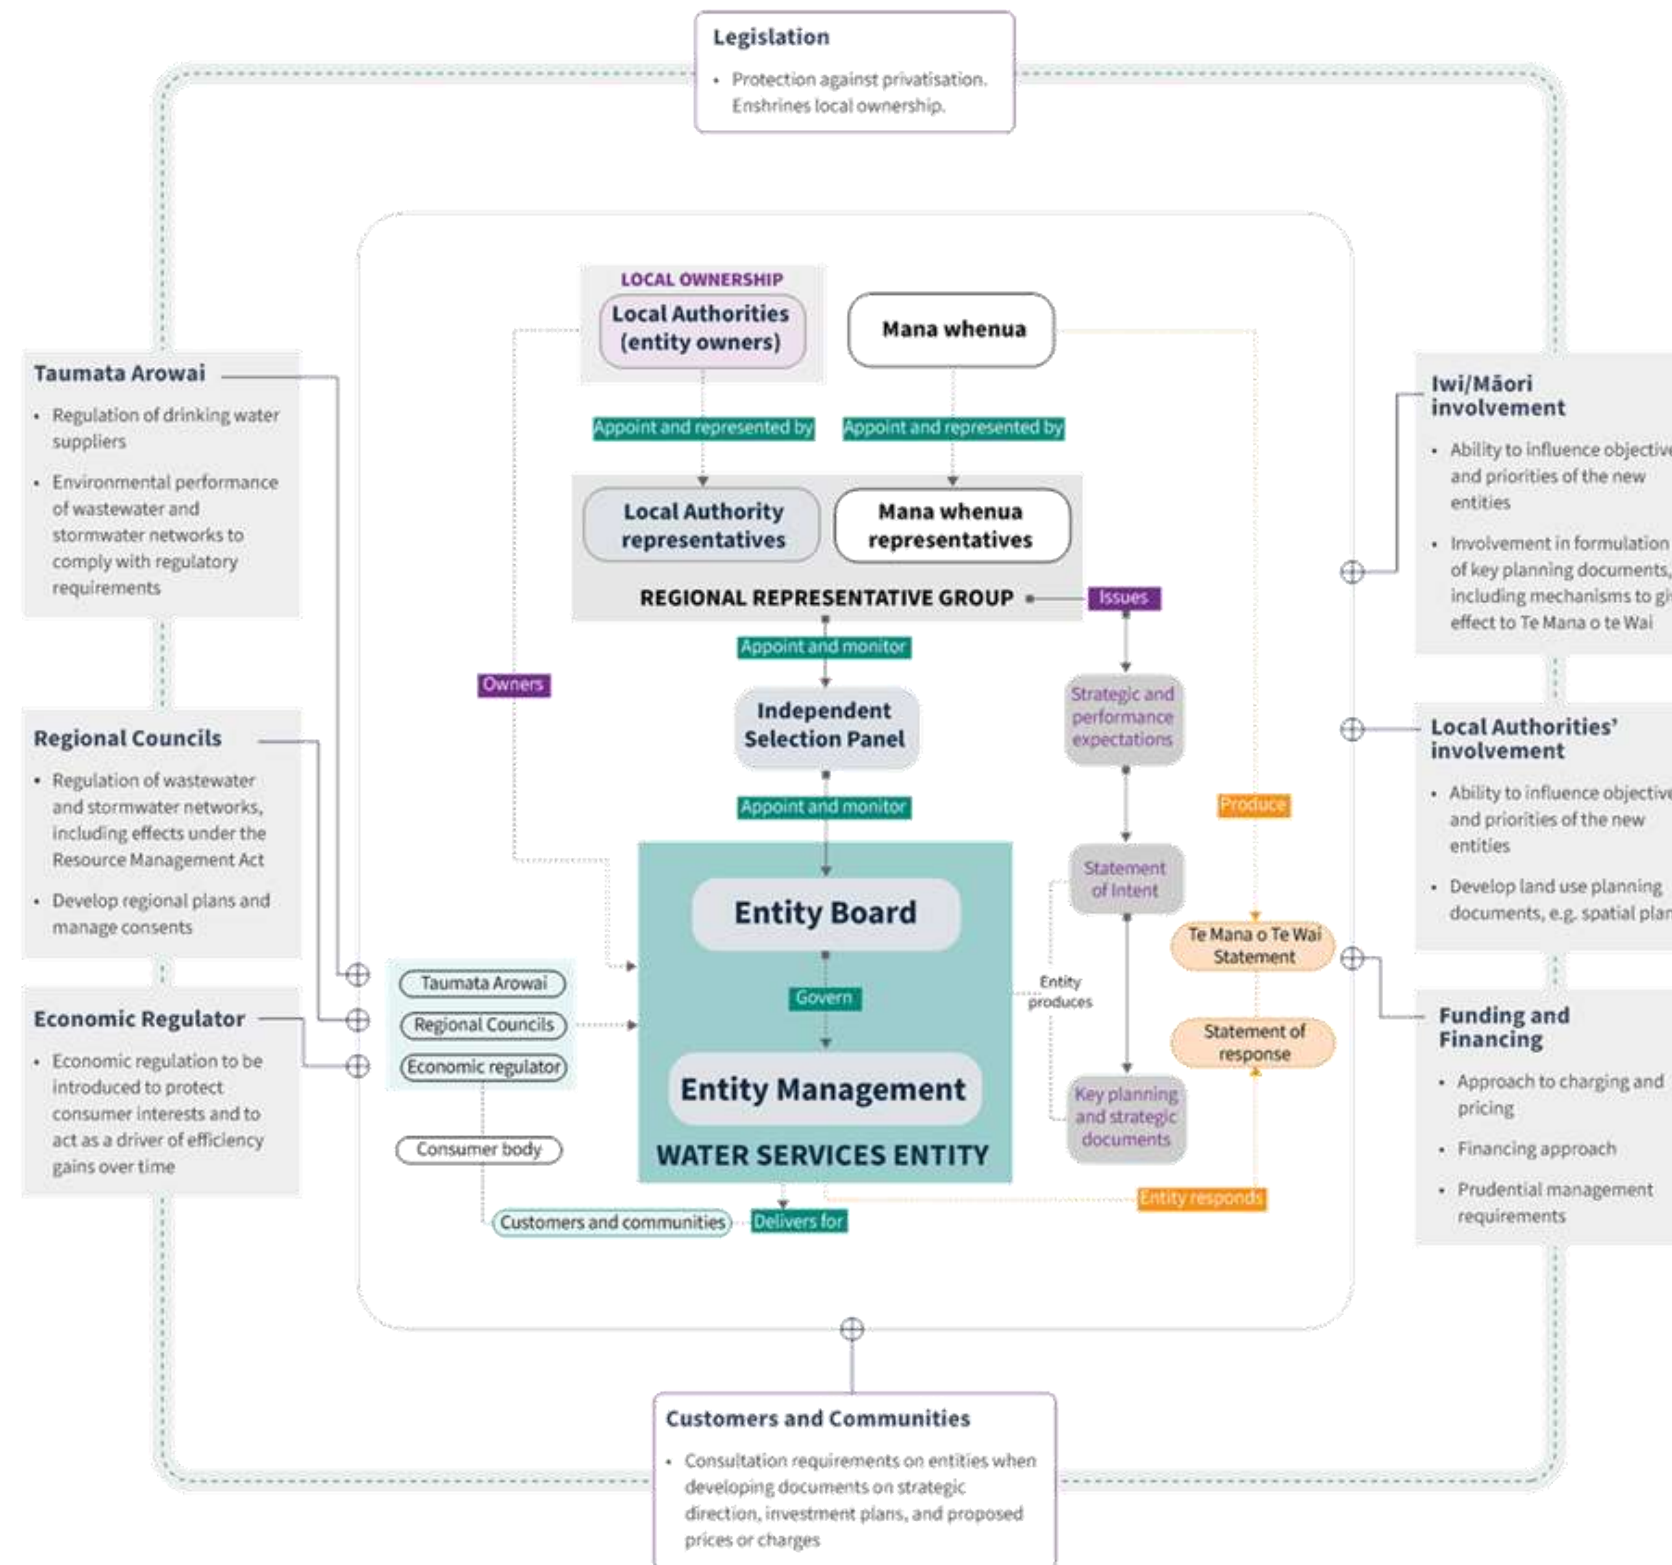 Legislation
• Protection against privatisation.
Enshrines local ownership.
LOCAL OWNERSHIP
Local Authorities
(entity owners)
Mana whenua
Appoint and represented by
Appoint and represented by
Local Authority
representatives
Mana whenua
representatives
REGIONAL REPRESENTATIVE GROUP
Issues
Appoint and monitor
Owners
Independent
Selection Panel
Strategic and
performance
expectations
Appoint and monitor
Produce
Entity Board
Statement
of Intent
Te Mana o Te Wai
Statement
Govern
Entity
produces
Statement of
response
Entity Management
Key planning
and strategic
documents
WATER SERVICES ENTITY
Entity responds
Delivers for
Taumata Arowai
Regional Councils
Economic regulator
Consumer body
Customers and communities
Taumata Arowai
• Regulation of drinking water
suppliers
• Environmental performance
of wastewater and
stormwater networks to
comply with regulatory
requirements
Regional Councils
• Regulation of wastewater
and stormwater networks,
including effects under the
Resource Management Act
• Develop regional plans and
manage consents
Economic Regulator
• Economic regulation to be
introduced to protect
consumer interests and to
act as a driver of efficiency
gains over time
Iwi/Māori
involvement
• Ability to influence objective
and priorities of the new
entities
• Involvement in formulation
of key planning documents,
including mechanisms to gi
effect to Te Mana o te Wai
Local Authorities'
involvement
• Ability to influence objective
and priorities of the new
entities
• Develop land use planning
documents, e.g. spatial plan
Funding and
Financing
• Approach to charging and
pricing
• Financing approach
• Prudential management
requirements
Customers and Communities
• Consultation requirements on entities when
developing documents on strategic
direction, investment plans, and proposed
prices or charges